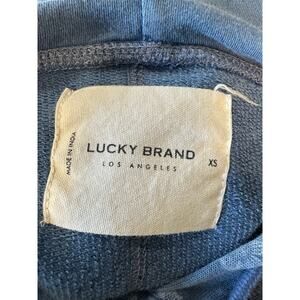 MADE IN INDIA
LUCKY BRAND
LOS ANGELES
XS